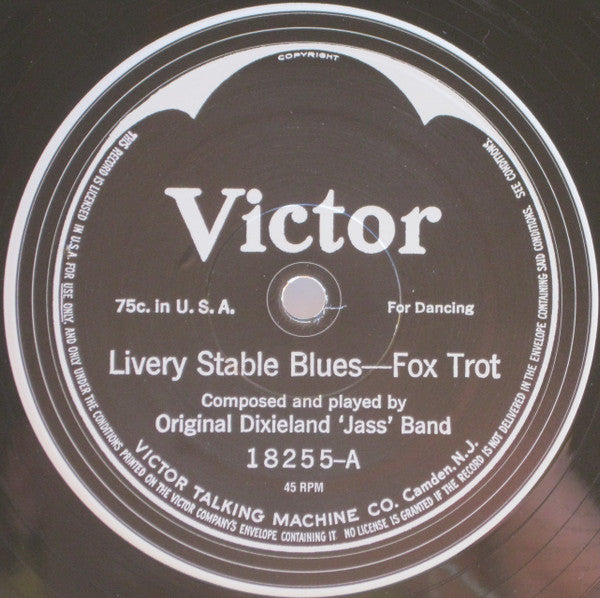 COPYRIGHT
Victor
75c. in U. S. A.
For Dancing
Livery Stable Blues—Fox Trot
Composed and played by
Original Dixieland ‘Jass’ Band
18255-A
45 RPM
VICTOR TALKING MACHINE CO. Camden, N. J.
THIS RECORD IS LICENSED IN U.S.A. FOR USE ONLY, AND ONLY UNDER THE CONDITIONS PRINTED ON THE VICTOR COMPANY'S ENVELOPE CONTAINING IT NO LICENSE IS GRANTED IF THE RECORD IS NOT DELIVERED IN THE ENVELOPE CONTAINING SAID CONDITIONS. SEE CONDITIONS.